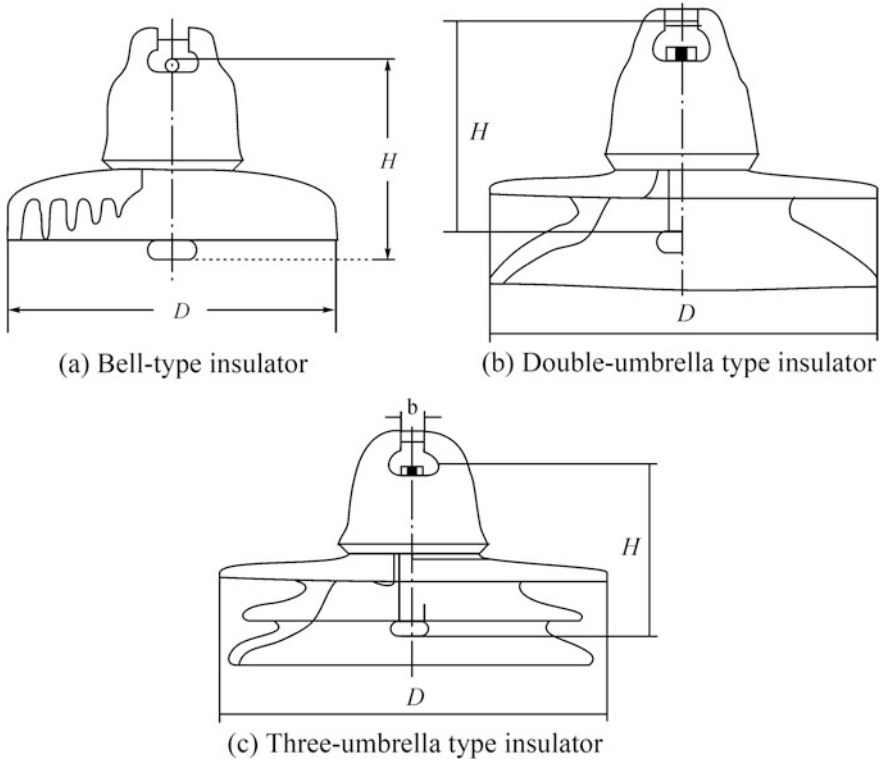 H
D
(a) Bell-type insulator
H
D
(b) Double-umbrella type insulator
b
H
D
(c) Three-umbrella type insulator